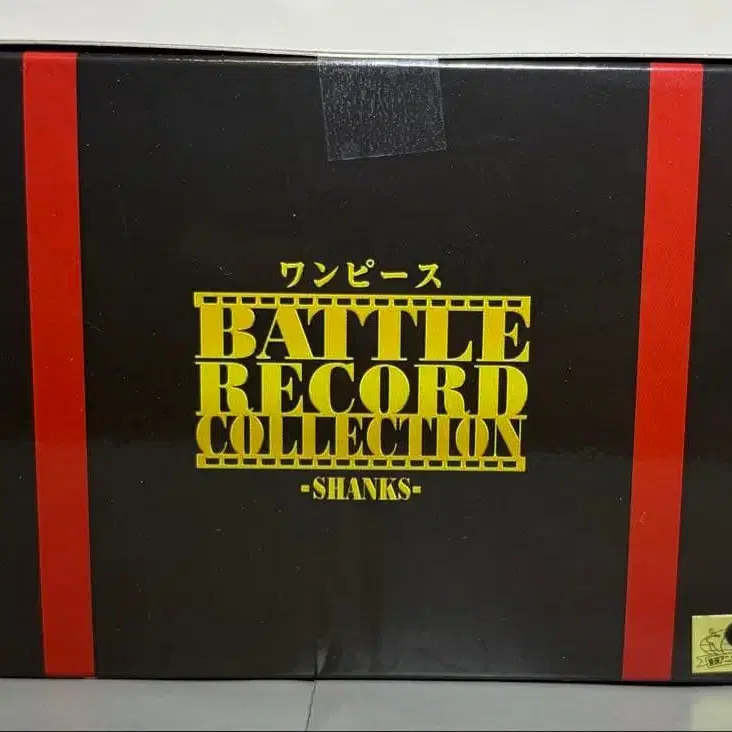 ワンピース
BATTLE
RECORD
COLLECTION
-SHANKS-